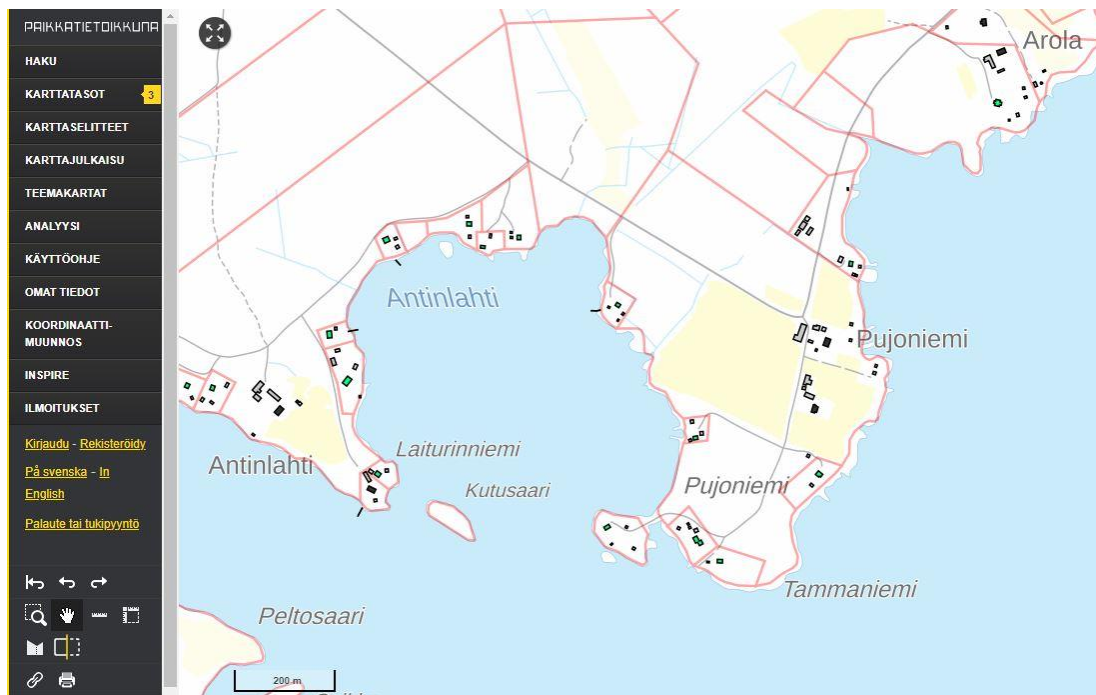 PAIKKATIETOIKKUNA
HAKU
KARTTATASOT 3
KARTTASELITTEET
KARTTAJULKAISU
TEEMAKARTAT
ANALYYSI
KÄYTTÖOHJE
OMAT TIEDOT
KOORDINAATTI-
MUUNNOS
INSPIRE
ILMOITUKSET
Kirjaudu - Rekisteröidy
På svenska - In
English
Palaute tai tukipyyntö
Arola
Antinlahti
Pujoniemi
Laiturinniemi
Antinlahti
Kutusaari
Pujoniemi
Tammaniemi
Peltosaari
200 m